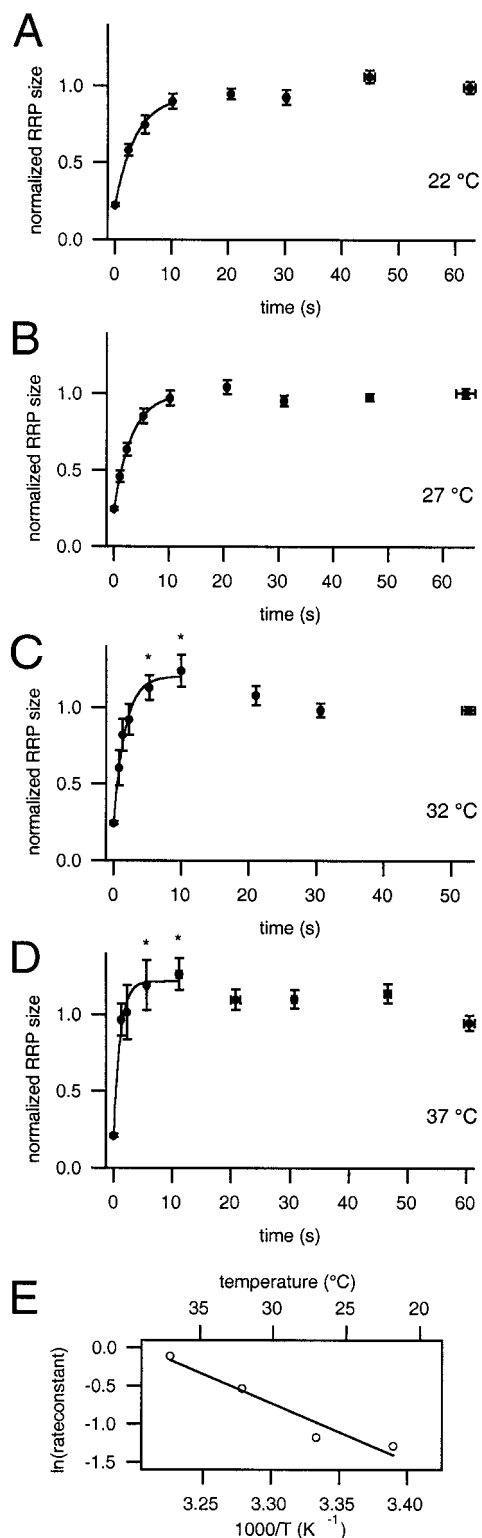 A
normalized RRP size
1.0
0.5
0.0
22 °C
0 10 20 30 40 50 60
time (s)
B
normalized RRP size
1.0
0.5
0.0
27 °C
0 10 20 30 40 50 60
time (s)
C
* *
normalized RRP size
1.0
0.5
0.0
32 °C
0 10 20 30 40 50
time (s)
D
* *
normalized RRP size
1.0
0.5
0.0
37 °C
0 10 20 30 40 50 60
time (s)
E
temperature (°C)
35 30 25 20
ln(rateconstant)
0.0
-0.5
-1.0
-1.5
3.25 3.30 3.35 3.40
1000/T (K -1)